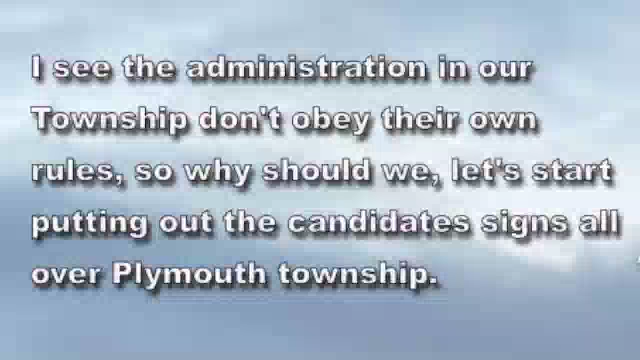 I see the administration in our
Township don't obey their own
rules, so why should we, let's start
putting out the candidates signs all
over Plymouth township.